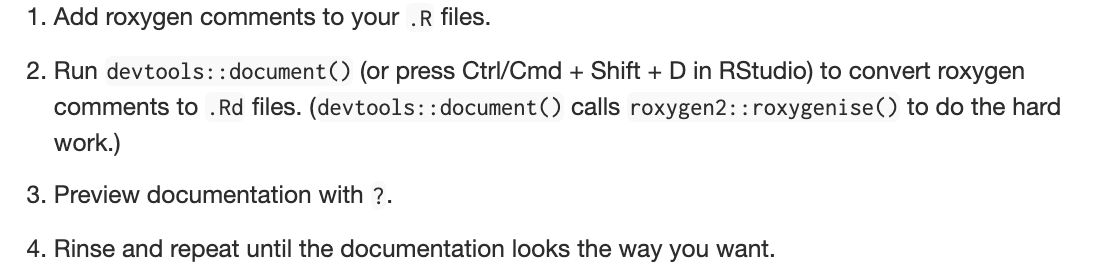 1. Add roxygen comments to your .R files.
2. Run devtools::document() (or press Ctrl/Cmd + Shift + D in RStudio) to convert roxygen
comments to .Rd files. (devtools::document() calls roxygen2::roxygenise() to do the hard
work.)
3. Preview documentation with ?.
4. Rinse and repeat until the documentation looks the way you want.